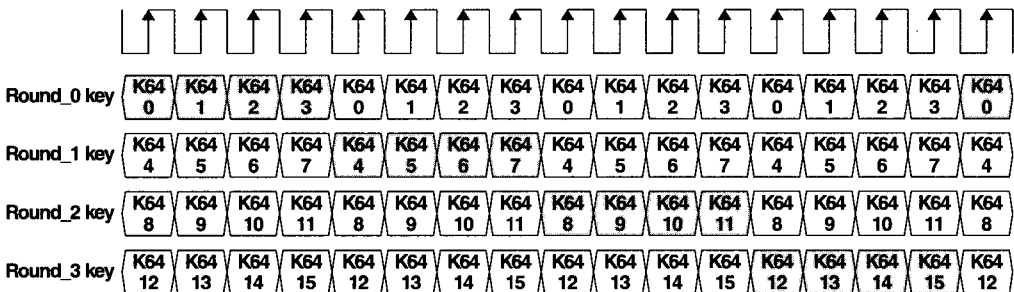 K64 K64 K64 K64 K64 K64 K64 K64 K64 K64 K64 K64 K64 K64 K64 K64 K64
Round_0 key
0 1 2 3 0 1 2 3 0 1 2 3 0 1 2 3 0
K64 K64 K64 K64 K64 K64 K64 K64 K64 K64 K64 K64 K64 K64 K64 K64 K64
Round_1 key
4 5 6 7 4 5 6 7 4 5 6 7 4 5 6 7 4
K64 K64 K64 K64 K64 K64 K64 K64 K64 K64 K64 K64 K64 K64 K64 K64 K64
Round_2 key
8 9 10 11 8 9 10 11 8 9 10 11 8 9 10 11 8
K64 K64 K64 K64 K64 K64 K64 K64 K64 K64 K64 K64 K64 K64 K64 K64 K64
Round_3 key
12 13 14 15 12 13 14 15 12 13 14 15 12 13 14 15 12